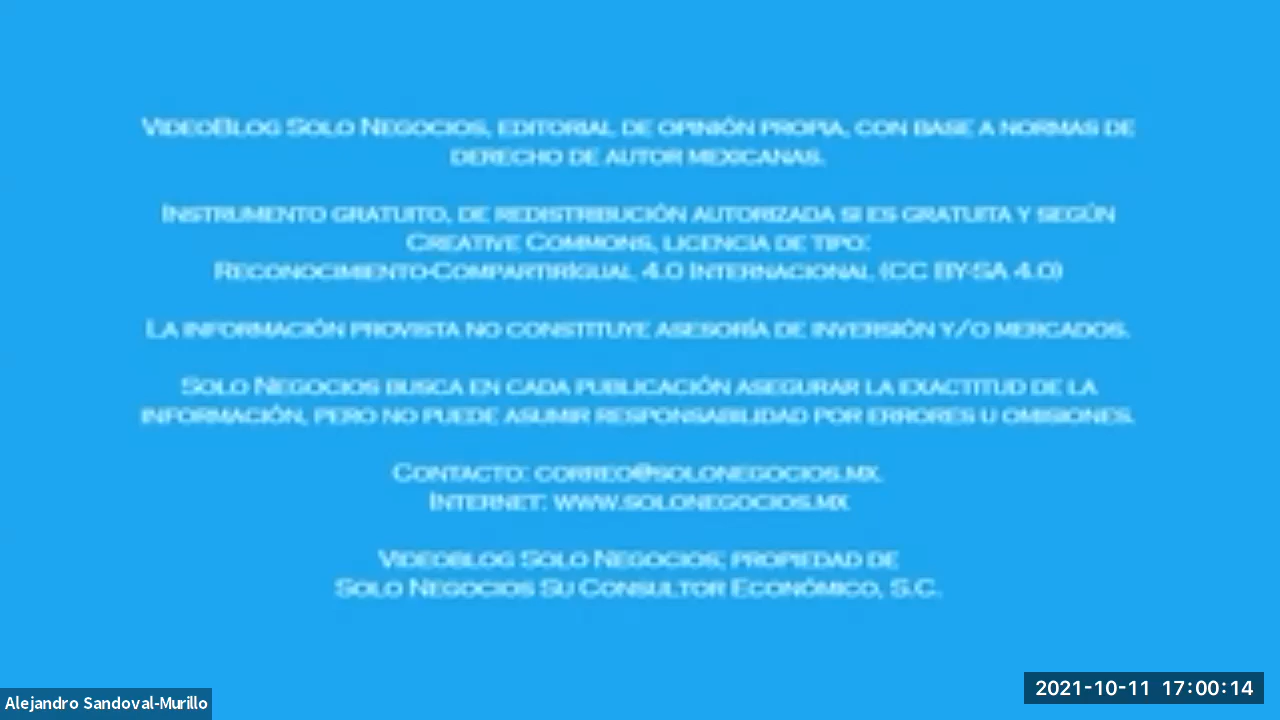 VIDEOBLOG SOLO NEGOCIOS, EDITORIAL DE OPINIÓN PROPIA, CON BASE A NORMAS DE
DERECHO DE AUTOR MEXICANAS.
INSTRUMENTO GRATUITO, DE REDISTRIBUCIÓN AUTORIZADA SI ES GRATUITA Y SEGÚN
CREATIVE COMMONS, LICENCIA DE TIPO:
RECONOCIMIENTO-COMPARTIRIGUAL 4.0 INTERNACIONAL (CC BY-SA 4.0)
LA INFORMACIÓN PROVISTA NO CONSTITUYE ASESORÍA DE INVERSIÓN Y/O MERCADOS.
SOLO NEGOCIOS BUSCA EN CADA PUBLICACIÓN ASEGURAR LA EXACTITUD DE LA
INFORMACIÓN, PERO NO PUEDE ASUMIR RESPONSABILIDAD POR ERRORES U OMISIONES.
CONTACTO: CORREO@SOLONEGOCIOS.MX.
INTERNET: WWW.SOLONEGOCIOS.MX
VIDEOBLOG SOLO NEGOCIOS; PROPIEDAD DE
SOLO NEGOCIOS SU CONSULTOR ECONÓMICO, S.C.
Alejandro Sandoval-Murillo
2021-10-11 17:00:14